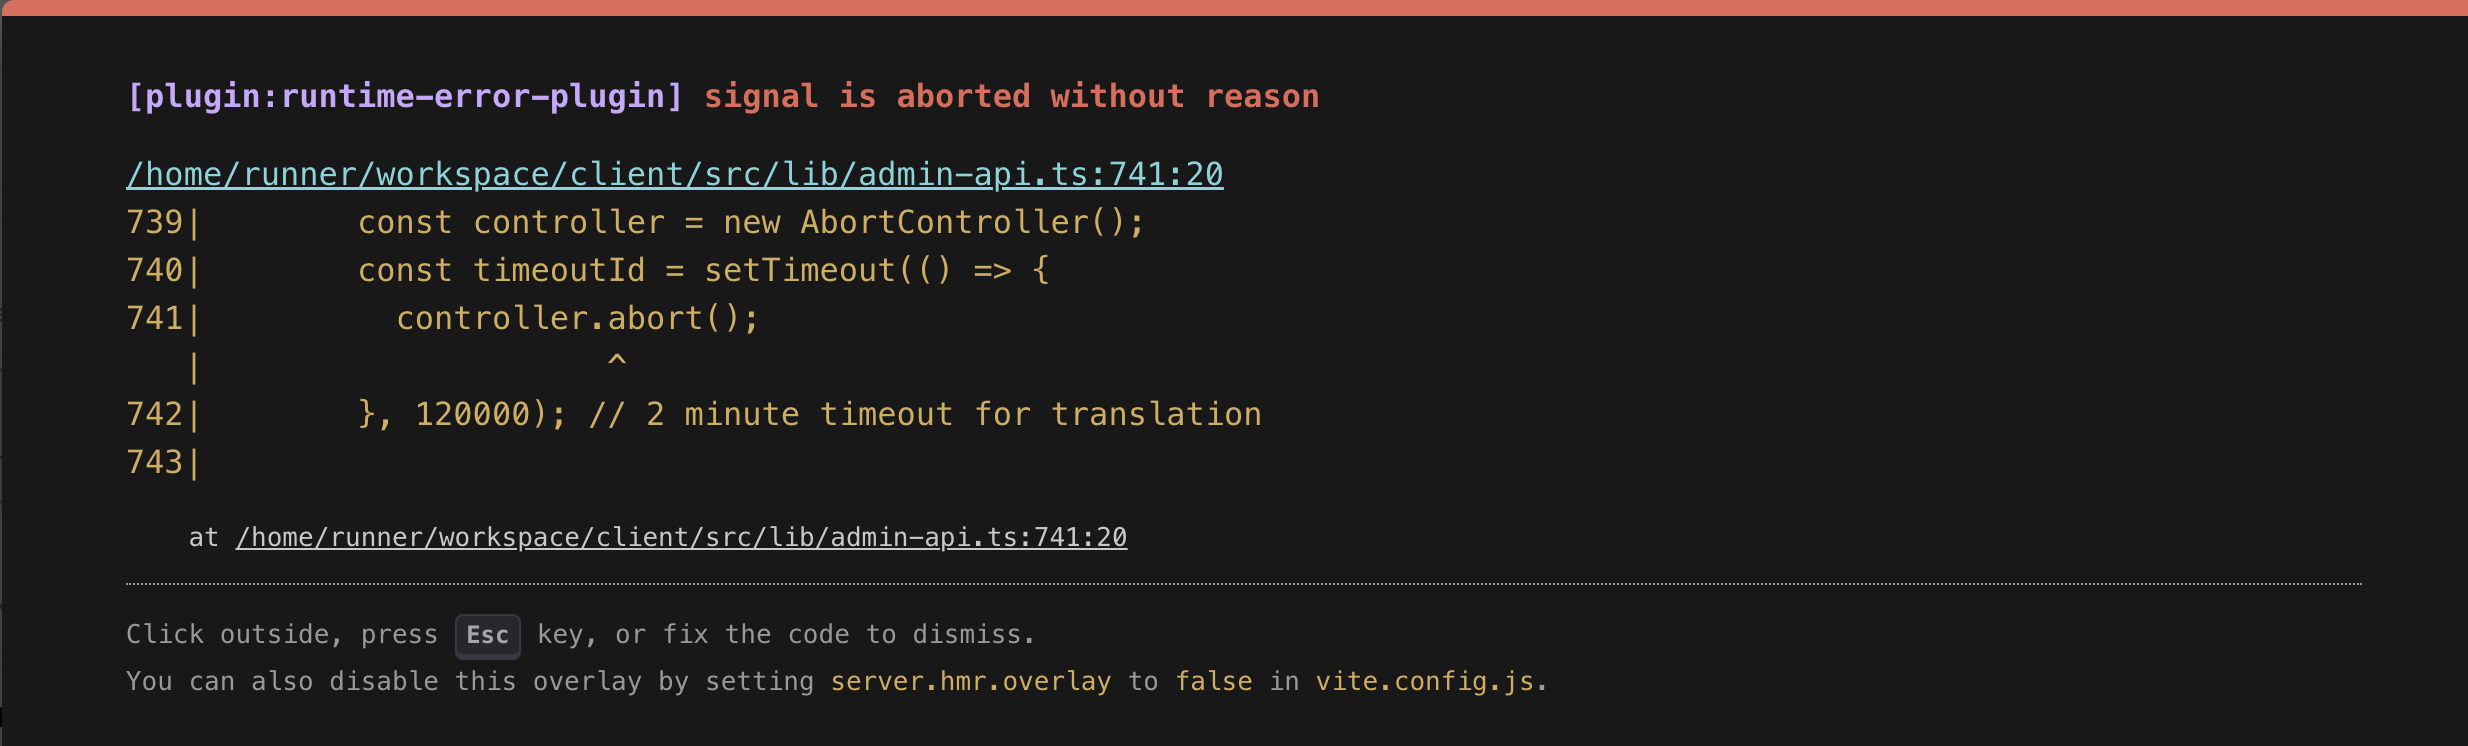 [plugin:runtime-error-plugin] signal is aborted without reason
/home/runner/workspace/client/src/lib/admin-api.ts:741:20
739|        const controller = new AbortController();
740|        const timeoutId = setTimeout(() => {
741|          controller.abort();
   |                     ^
742|        }, 120000); // 2 minute timeout for translation
743|
at /home/runner/workspace/client/src/lib/admin-api.ts:741:20
Click outside, press Esc key, or fix the code to dismiss.
You can also disable this overlay by setting server.hmr.overlay to false in vite.config.js.